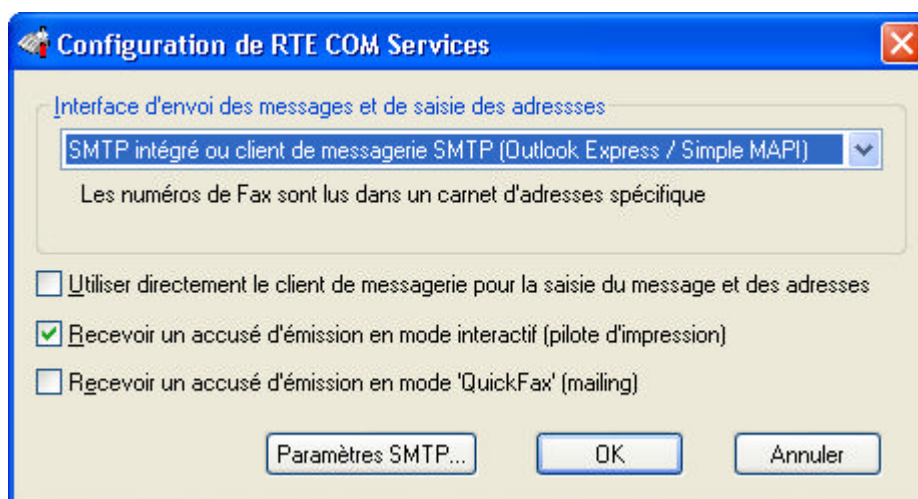 Configuration de RTE COM Services
Interface d'envoi des messages et de saisie des adressses
SMTP intégré ou client de messagerie SMTP (Outlook Express / Simple MAPI)
Les numéros de Fax sont lus dans un carnet d'adresses spécifique
Utiliser directement le client de messagerie pour la saisie du message et des adresses
Recevoir un accusé d'émission en mode interactif (pilote d'impression)
Recevoir un accusé d'émission en mode 'QuickFax' (mailing)
Paramètres SMTP... OK Annuler